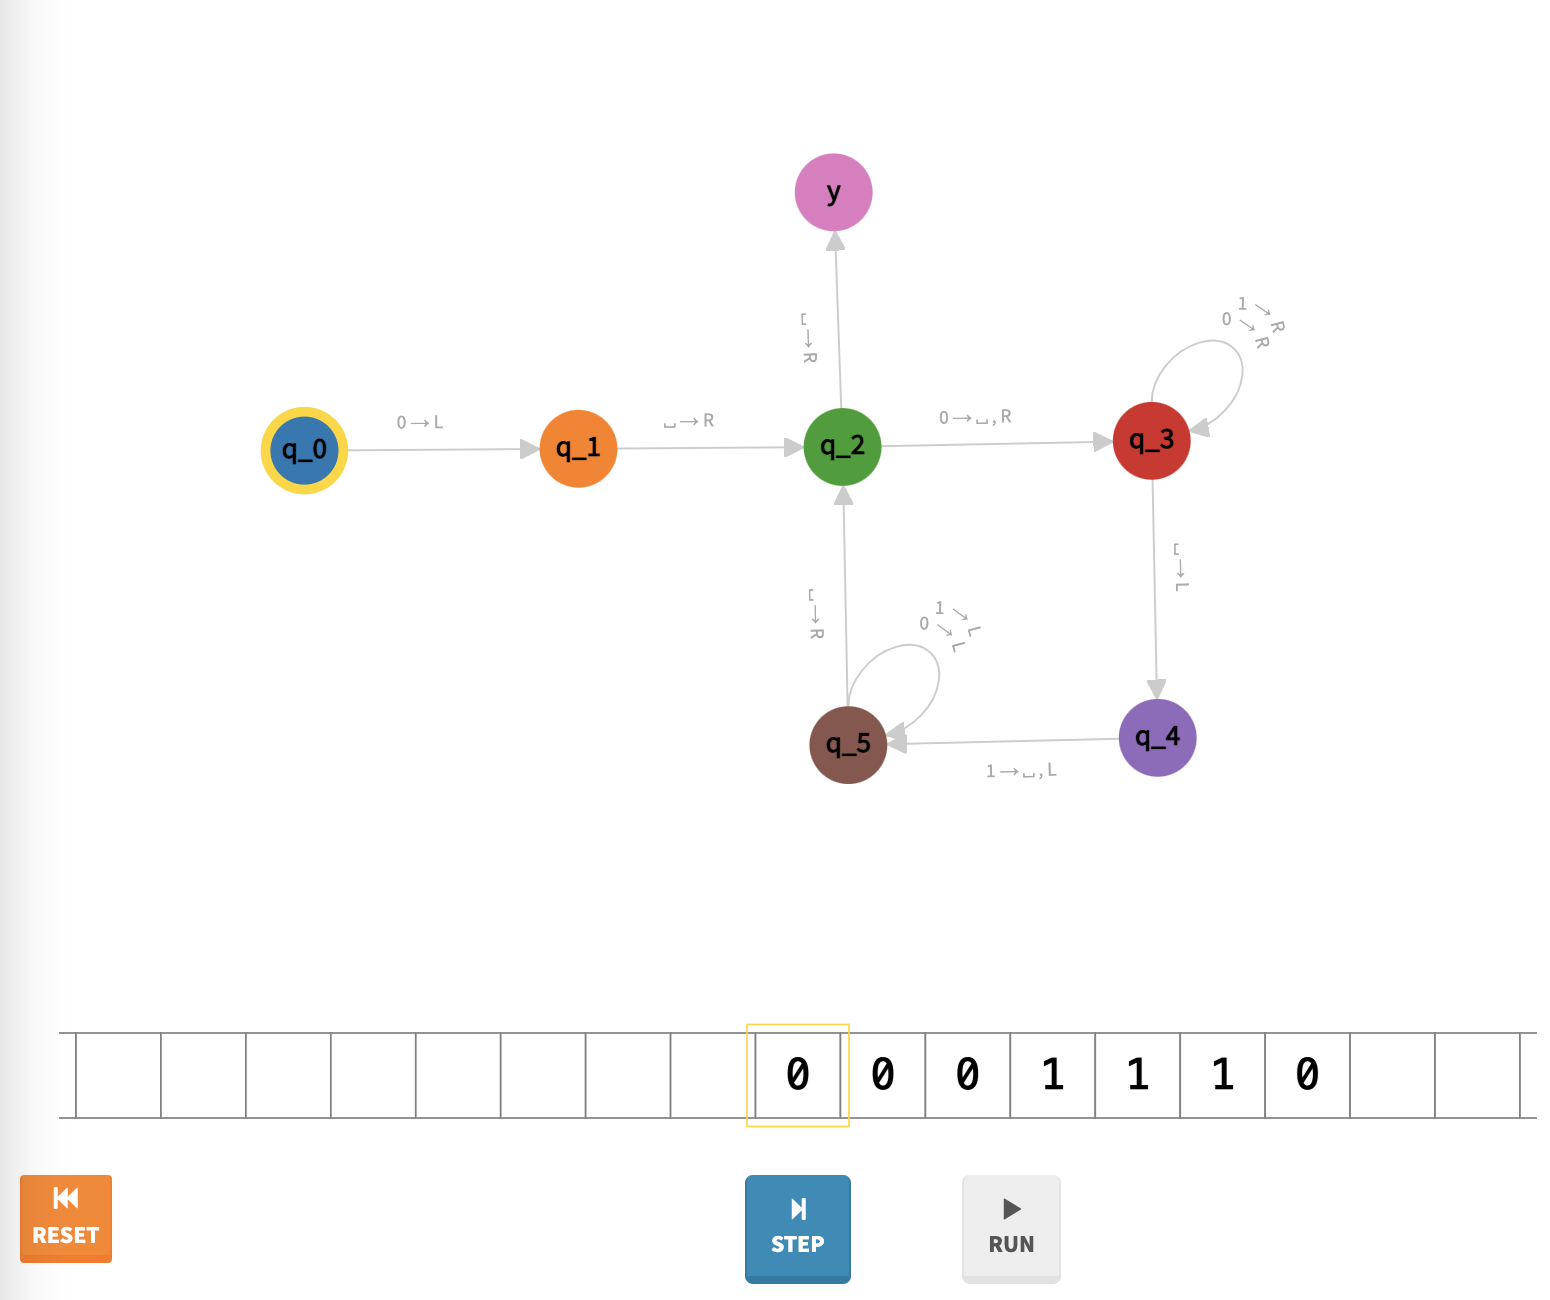 y
1→R
0→R
␣→R
q_0
0→L
q_1
␣→R
q_2
0→␣,R
q_3
␣→L
␣→R
1→L
0→L
q_5
1→␣,L
q_4
0 0 0 1 1 1 0
RESET
STEP
RUN